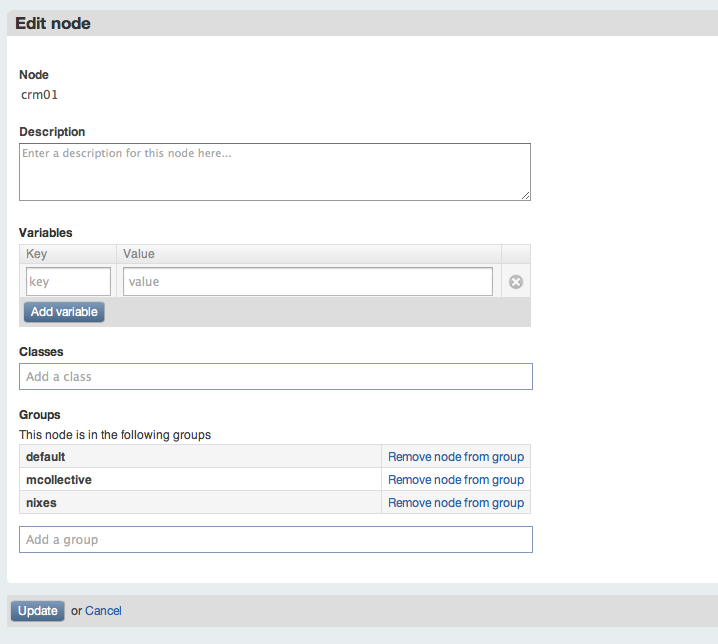 Edit node
Node
crm01
Description
Enter a description for this node here...
Variables
Key Value
key value
Add variable
Classes
Add a class
Groups
This node is in the following groups
default Remove node from group
mcollective Remove node from group
nixes Remove node from group
Add a group
Update or Cancel